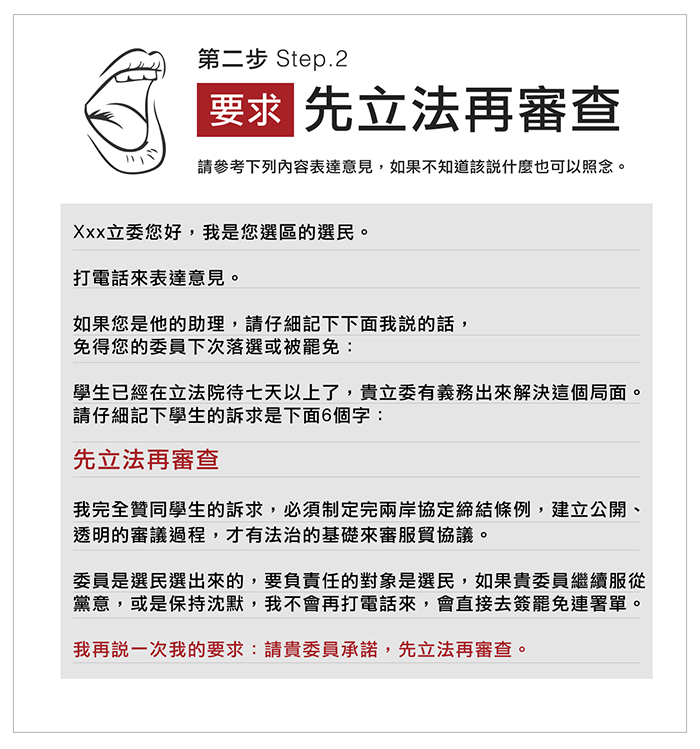 第二步 Step.2
要求 先立法再審查
請參考下列內容表達意見，如果不知道該說什麼也可以照念。
Xxx立委您好，我是您選區的選民。
打電話來表達意見。
如果您是他的助理，請仔細記下下面我說的話，
免得您的委員下次落選或被罷免：
學生已經在立法院待七天以上了，貴立委有義務出來解決這個局面。
請仔細記下學生的訴求是下面6個字：
先立法再審查
我完全贊同學生的訴求，必須制定完兩岸協定締結條例，建立公開、
透明的審議過程，才有法治的基礎來審服貿協議。
委員是選民選出來的，要負責任的對象是選民，如果貴委員繼續服從
黨意，或是保持沈默，我不會再打電話來，會直接去簽罷免連署單。
我再說一次我的要求：請貴委員承諾，先立法再審查。